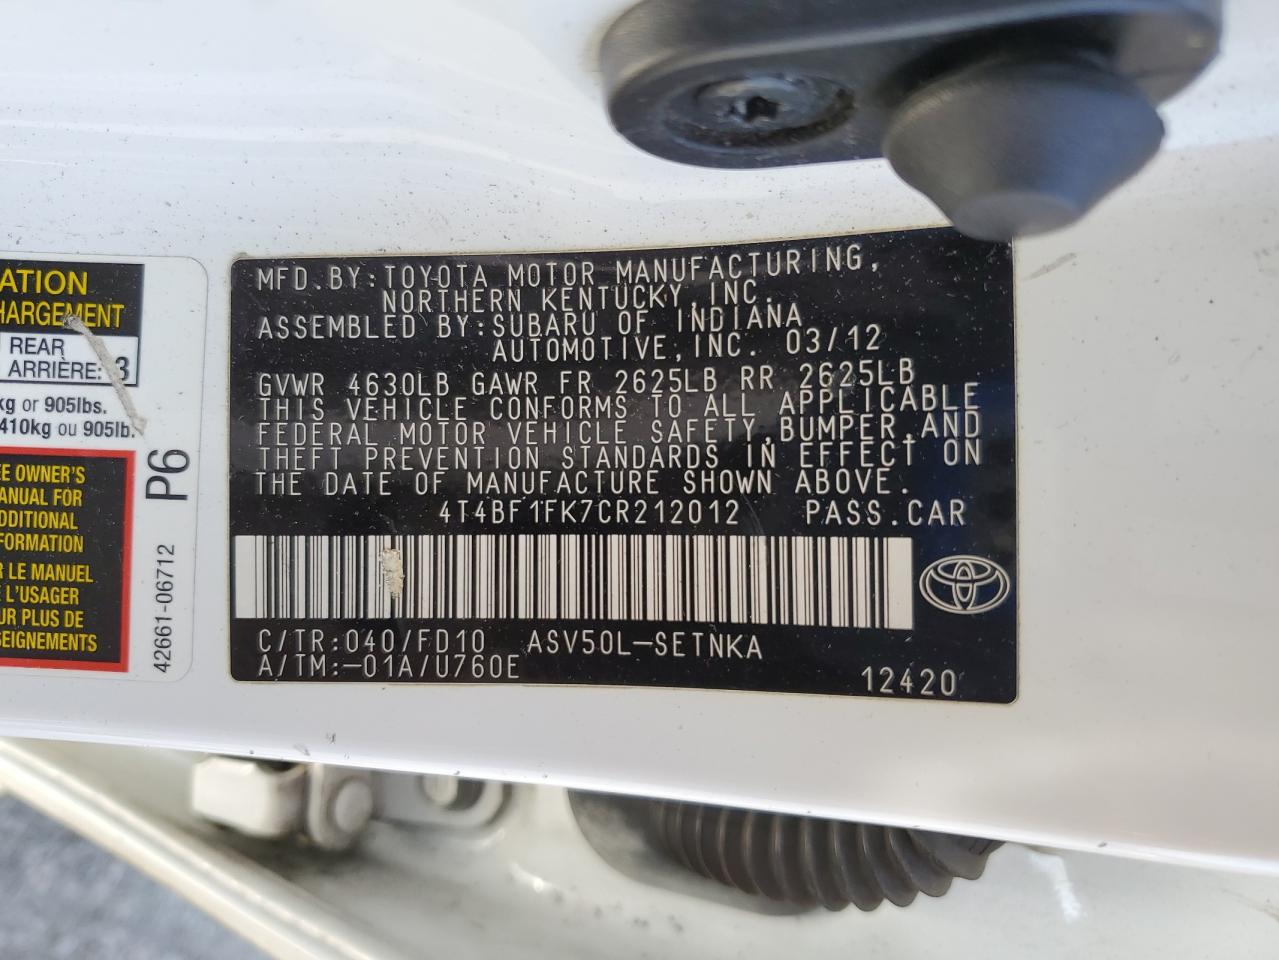 ATION
HARGEMENT
REAR
ARRIÈRE: 3
kg or 905lbs.
410kg ou 905lb.
EE OWNER'S
ANUAL FOR
DDITIONAL
FORMATION
R LE MANUEL
E L'USAGER
UR PLUS DE
SEIGNEMENTS
P6
42661-06712
MFD.BY:TOYOTA MOTOR MANUFACTURING,
NORTHERN KENTUCKY,INC.
ASSEMBLED BY:SUBARU OF INDIANA
AUTOMOTIVE,INC. 03/12
GVWR 4630LB GAWR FR 2625LB RR 2625LB
THIS VEHICLE CONFORMS TO ALL APPLICABLE
FEDERAL MOTOR VEHICLE SAFETY,BUMPER,AND
THEFT PREVENTION STANDARDS IN EFFECT ON
THE DATE OF MANUFACTURE SHOWN ABOVE.
4T4BF1FK7CR212012 PASS.CAR
C/TR:040/FD10 ASV50L-SETNKA
A/TM:-01A/U760E
12420